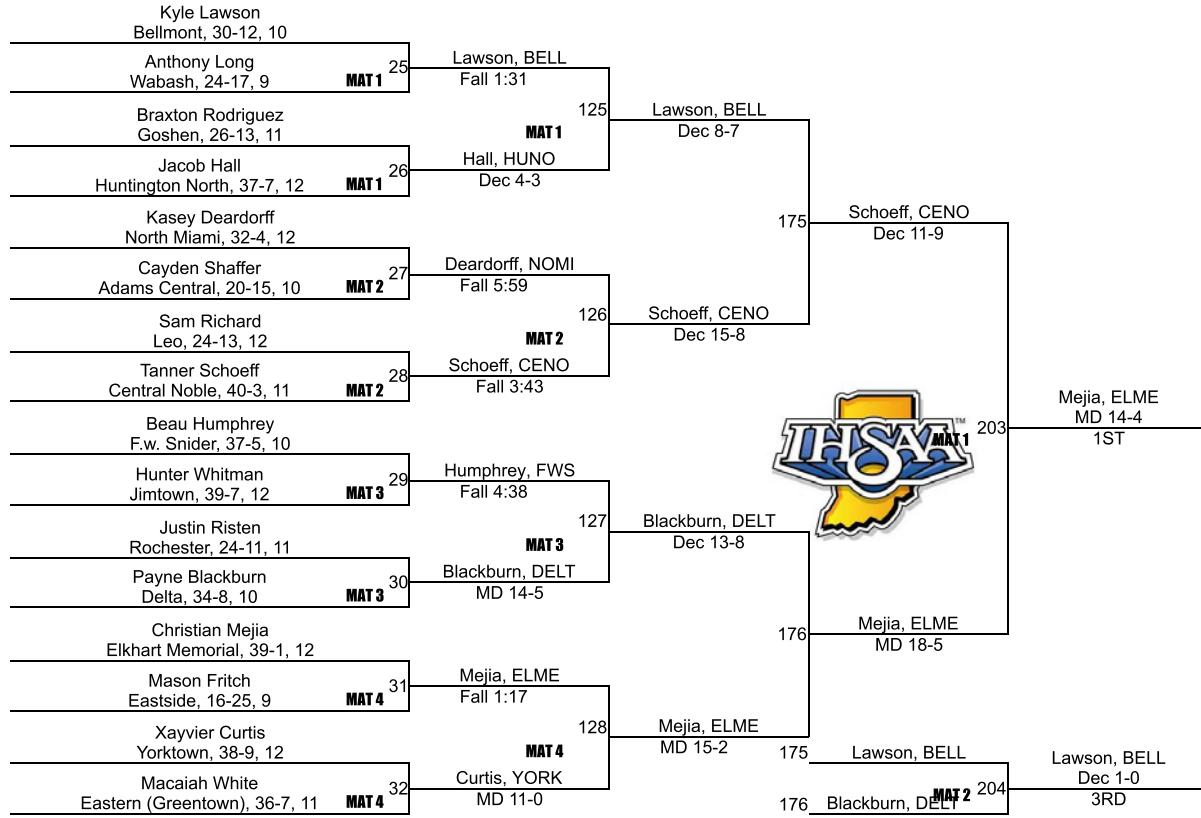 Kyle Lawson
Bellmont, 30-12, 10
Anthony Long
Wabash, 24-17, 9
MAT 1
25
Braxton Rodriguez
Goshen, 26-13, 11
Jacob Hall
Huntington North, 37-7, 12
MAT 1
26
Kasey Deardorff
North Miami, 32-4, 12
Cayden Shaffer
Adams Central, 20-15, 10
MAT 2
27
Sam Richard
Leo, 24-13, 12
Tanner Schoeff
Central Noble, 40-3, 11
MAT 2
28
Beau Humphrey
F.w. Snider, 37-5, 10
Hunter Whitman
Jimtown, 39-7, 12
MAT 3
29
Justin Risten
Rochester, 24-11, 11
Payne Blackburn
Delta, 34-8, 10
MAT 3
30
Christian Mejia
Elkhart Memorial, 39-1, 12
Mason Fritch
Eastside, 16-25, 9
MAT 4
31
Xayvier Curtis
Yorktown, 38-9, 12
Macaiah White
Eastern (Greentown), 36-7, 11
MAT 4
32
Lawson, BELL
Fall 1:31
125
MAT 1
Hall, HUNO
Dec 4-3
Deardorff, NOMI
Fall 5:59
126
MAT 2
Schoeff, CENO
Fall 3:43
Humphrey, FWS
Fall 4:38
127
MAT 3
Blackburn, DELT
MD 14-5
Mejia, ELME
Fall 1:17
128
MAT 4
Curtis, YORK
MD 11-0
Lawson, BELL
Dec 8-7
175
Schoeff, CENO
Dec 15-8
Blackburn, DELT
Dec 13-8
176
Mejia, ELME
MD 15-2
Schoeff, CENO
Dec 11-9
IHSAA
TM
MAT 1
203
Mejia, ELME
MD 18-5
Mejia, ELME
MD 14-4
1ST
175
Lawson, BELL
176
Blackburn, DELT
MAT 2
204
Lawson, BELL
Dec 1-0
3RD